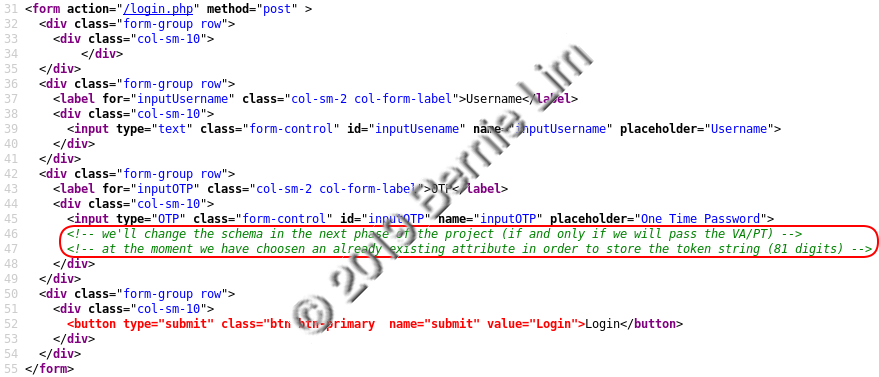 31 <form action="/login.php" method="post" >
32 <div class="form-group row">
33 <div class="col-sm-10">
34 </div>
35 </div>
36 <div class="form-group row">
37 <label for="inputUsername" class="col-sm-2 col-form-label">Username</label>
38 <div class="col-sm-10">
39 <input type="text" class="form-control" id="inputUsename" name="inputUsername" placeholder="Username">
40 </div>
41 </div>
42 <div class="form-group row">
43 <label for="inputOTP" class="col-sm-2 col-form-label">OTP</label>
44 <div class="col-sm-10">
45 <input type="OTP" class="form-control" id="inputOTP" name="inputOTP" placeholder="One Time Password">
46 <!-- we'll change the schema in the next phase of the project (if and only if we will pass the VA/PT) -->
47 <!-- at the moment we have choosen an already existing attribute in order to store the token string (81 digits) -->
48 </div>
49 </div>
50 <div class="form-group row">
51 <div class="col-sm-10">
52 <button type="submit" class="btn btn-primary  name="submit" value="Login">Login</button>
53 </div>
54 </div>
55 </form>
© 2019 Barrie Lim